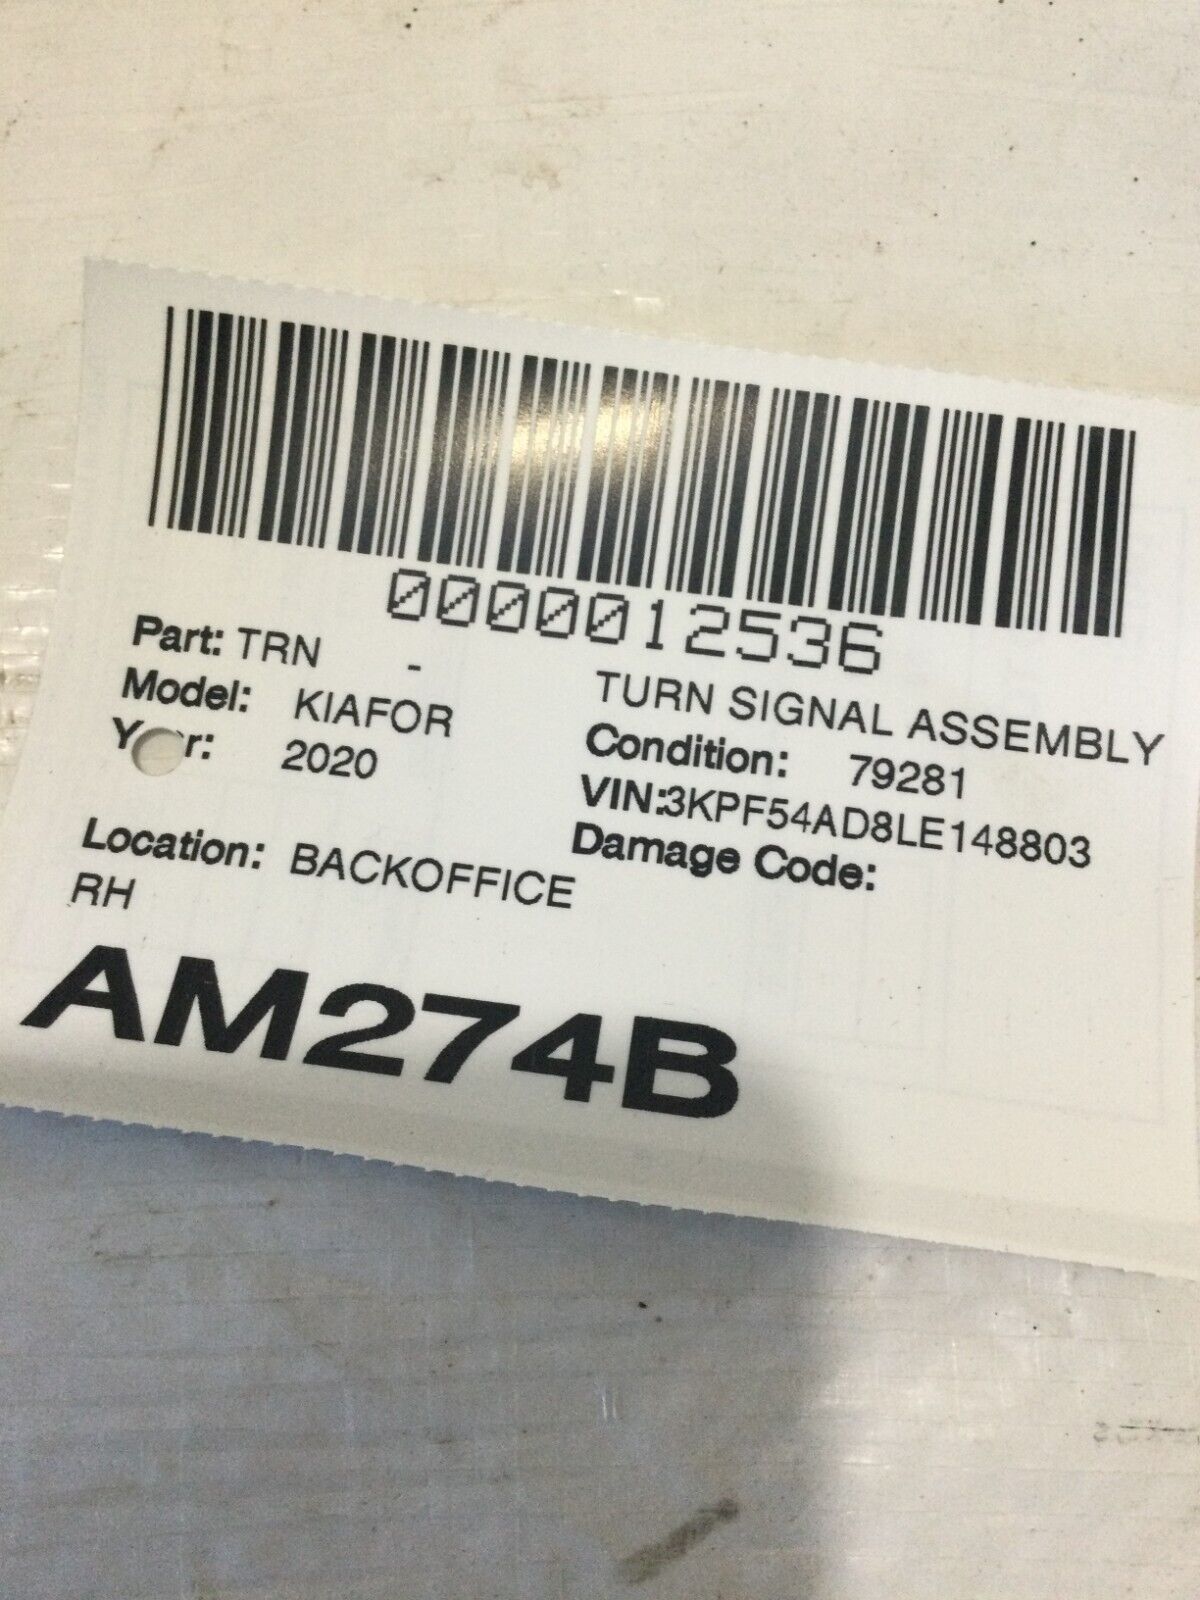 0000012536
Part: TRN - TURN SIGNAL ASSEMBLY
Model: KIAFOR Condition: 79281
Year: 2020 VIN:3KPF54AD8LE148803
Damage Code:
Location: BACKOFFICE
RH
AM274B